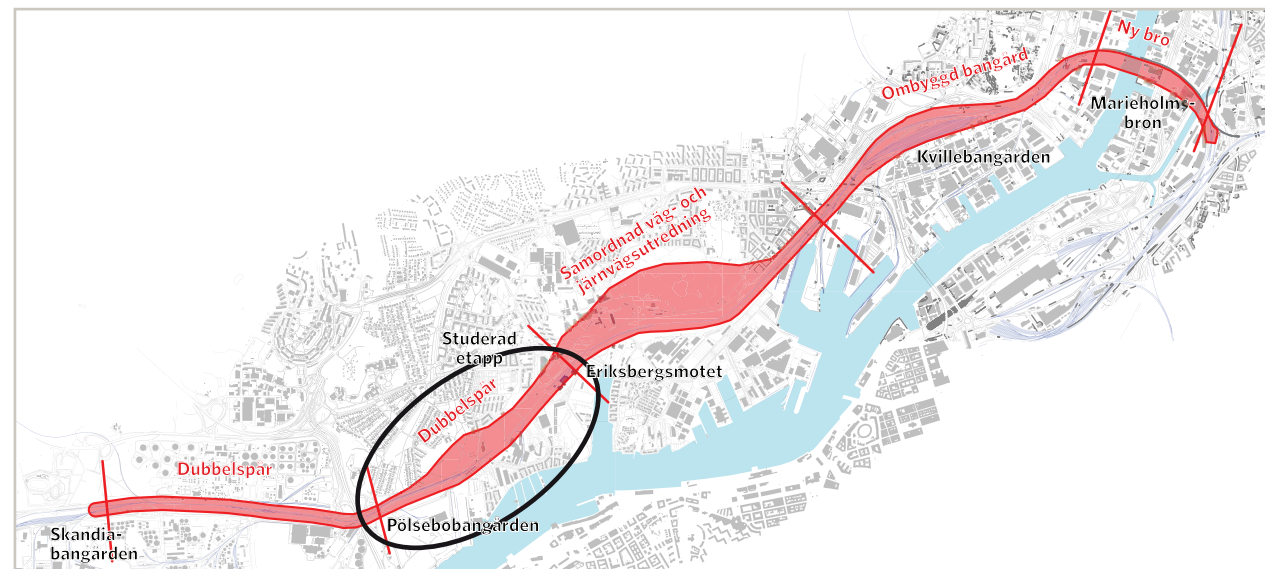 Ny bro
Ombyggd bangård
Marieholms-
bron
Kvillebangården
Samordnad väg- och
järnvägsutredning
Studerad
etapp
Eriksbergsmotet
Dubbelspår
Dubbelspår
Pölsebobangården
Skandia-
bangården